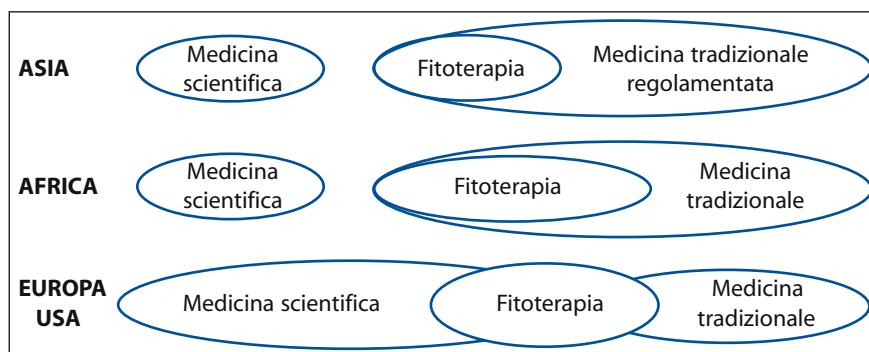 ASIA
Medicina
scientifica
Fitoterapia
Medicina tradizionale
regolamentata
AFRICA
Medicina
scientifica
Fitoterapia
Medicina
tradizionale
EUROPA
USA
Medicina scientifica
Fitoterapia
Medicina
tradizionale